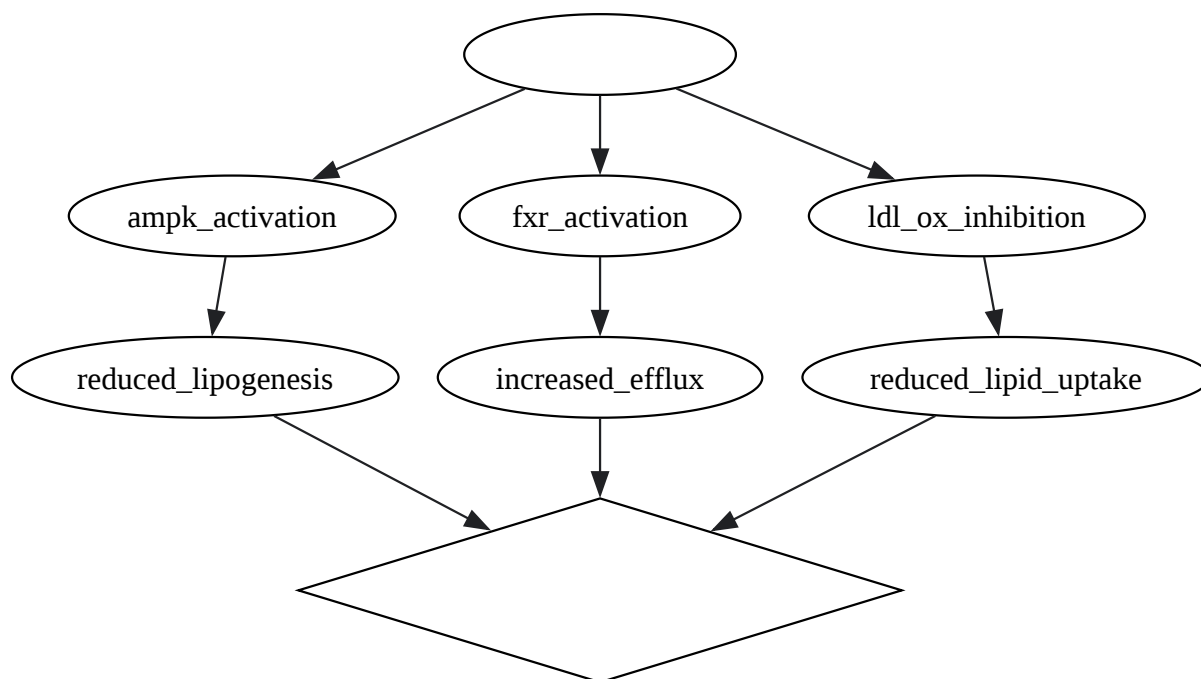 ampk_activation
fxr_activation
ldl_ox_inhibition
reduced_lipogenesis
increased_efflux
reduced_lipid_uptake